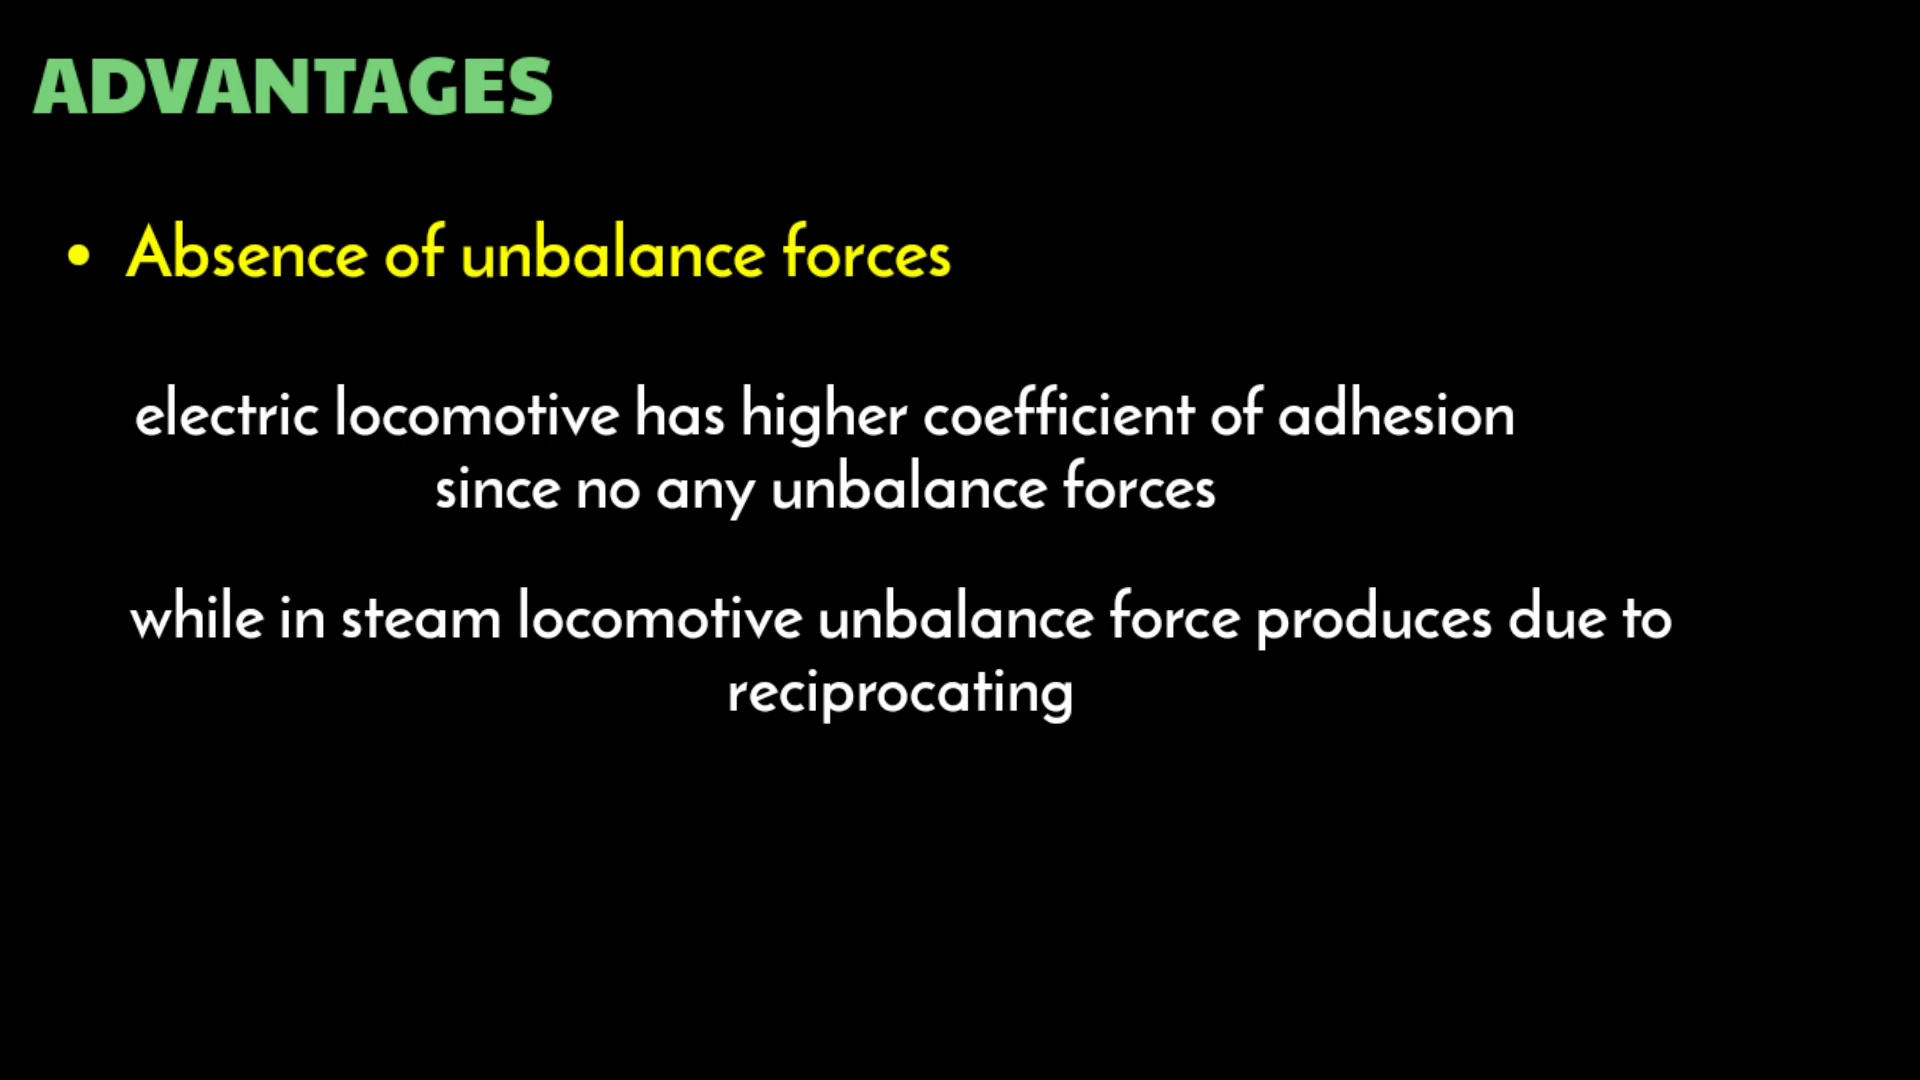 ADVANTAGES
• Absence of unbalance forces
electric locomotive has higher coefficient of adhesion
since no any unbalance forces
while in steam locomotive unbalance force produces due to
reciprocating